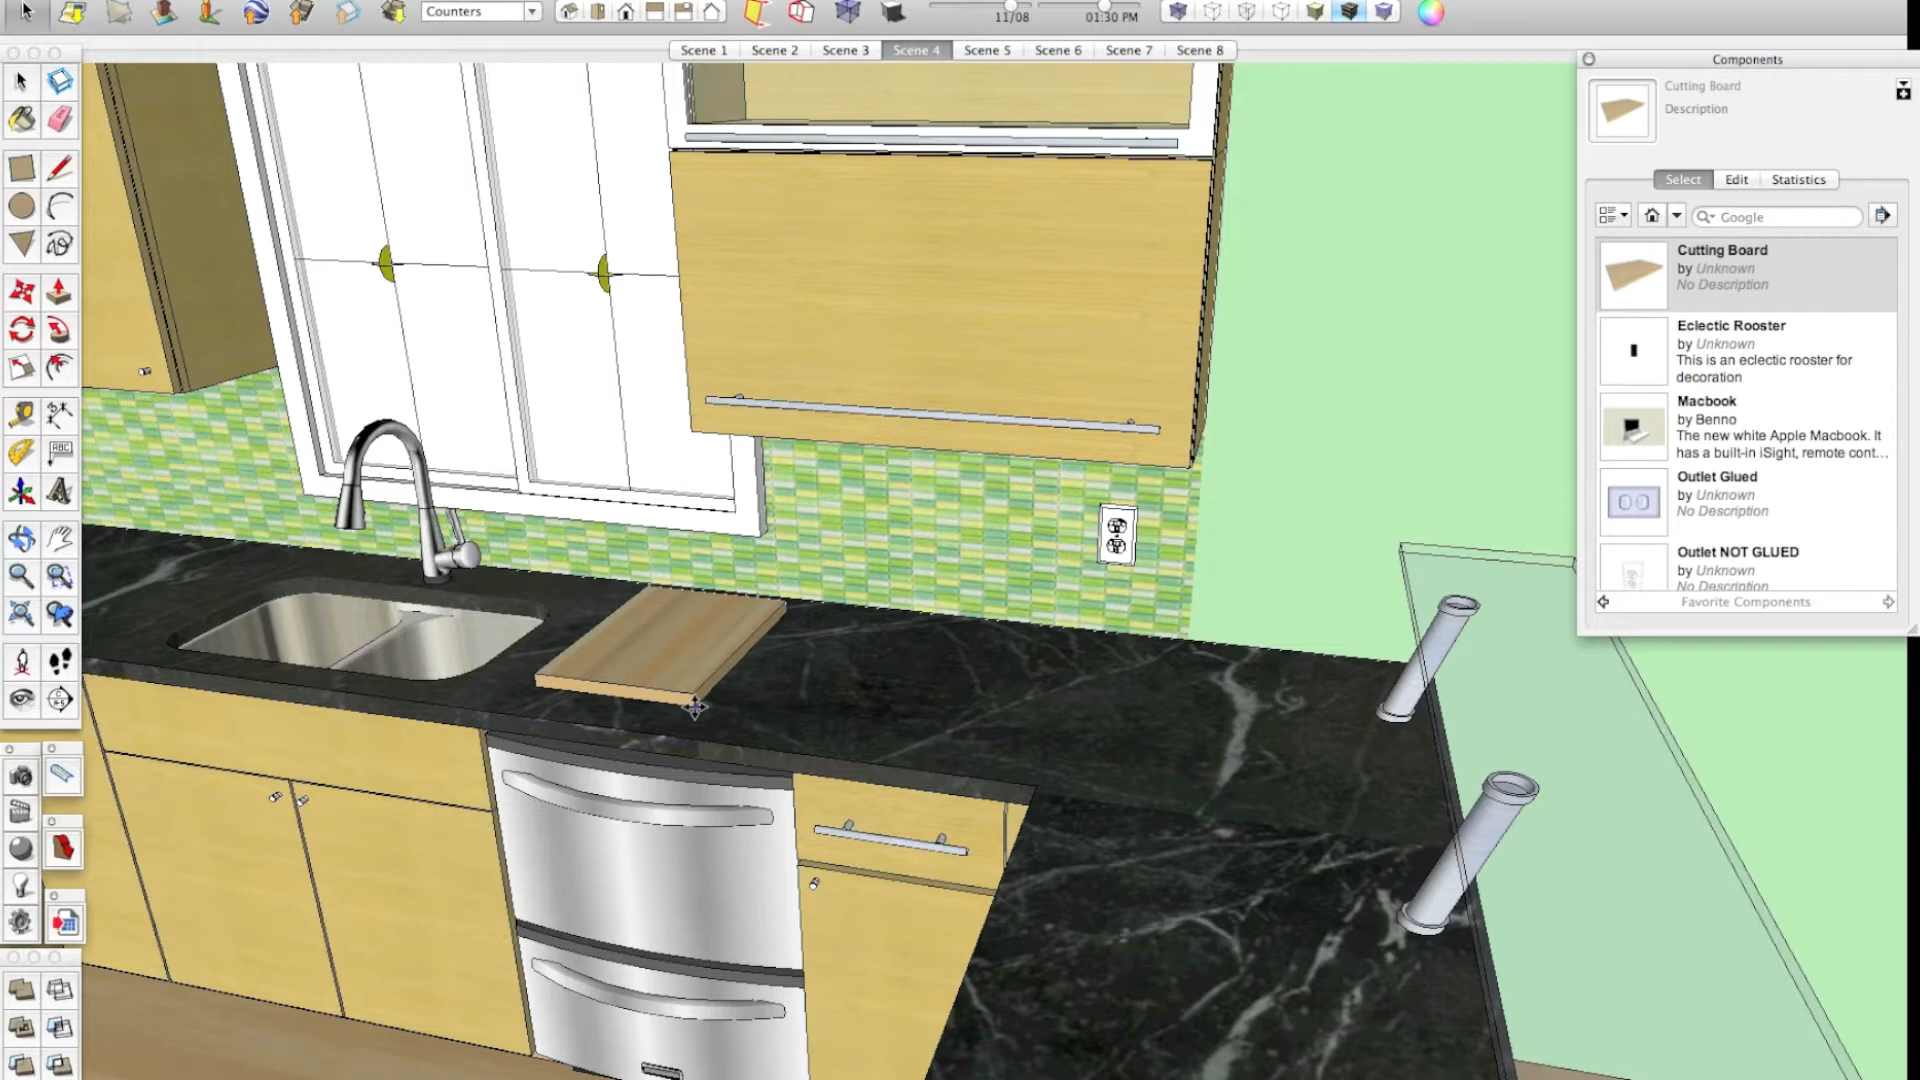 Counters
11/08
01:30 PM
Scene 1
Scene 2
Scene 3
Scene 4
Scene 5
Scene 6
Scene 7
Scene 8
Components
Cutting Board
Description
Select
Edit
Statistics
Google
Cutting Board
by Unknown
No Description
Eclectic Rooster
by Unknown
This is an eclectic rooster for
decoration
Macbook
by Benno
The new white Apple Macbook. It
has a built-in iSight, remote cont...
Outlet Glued
by Unknown
No Description
Outlet NOT GLUED
by Unknown
No Description
Favorite Components
ABC